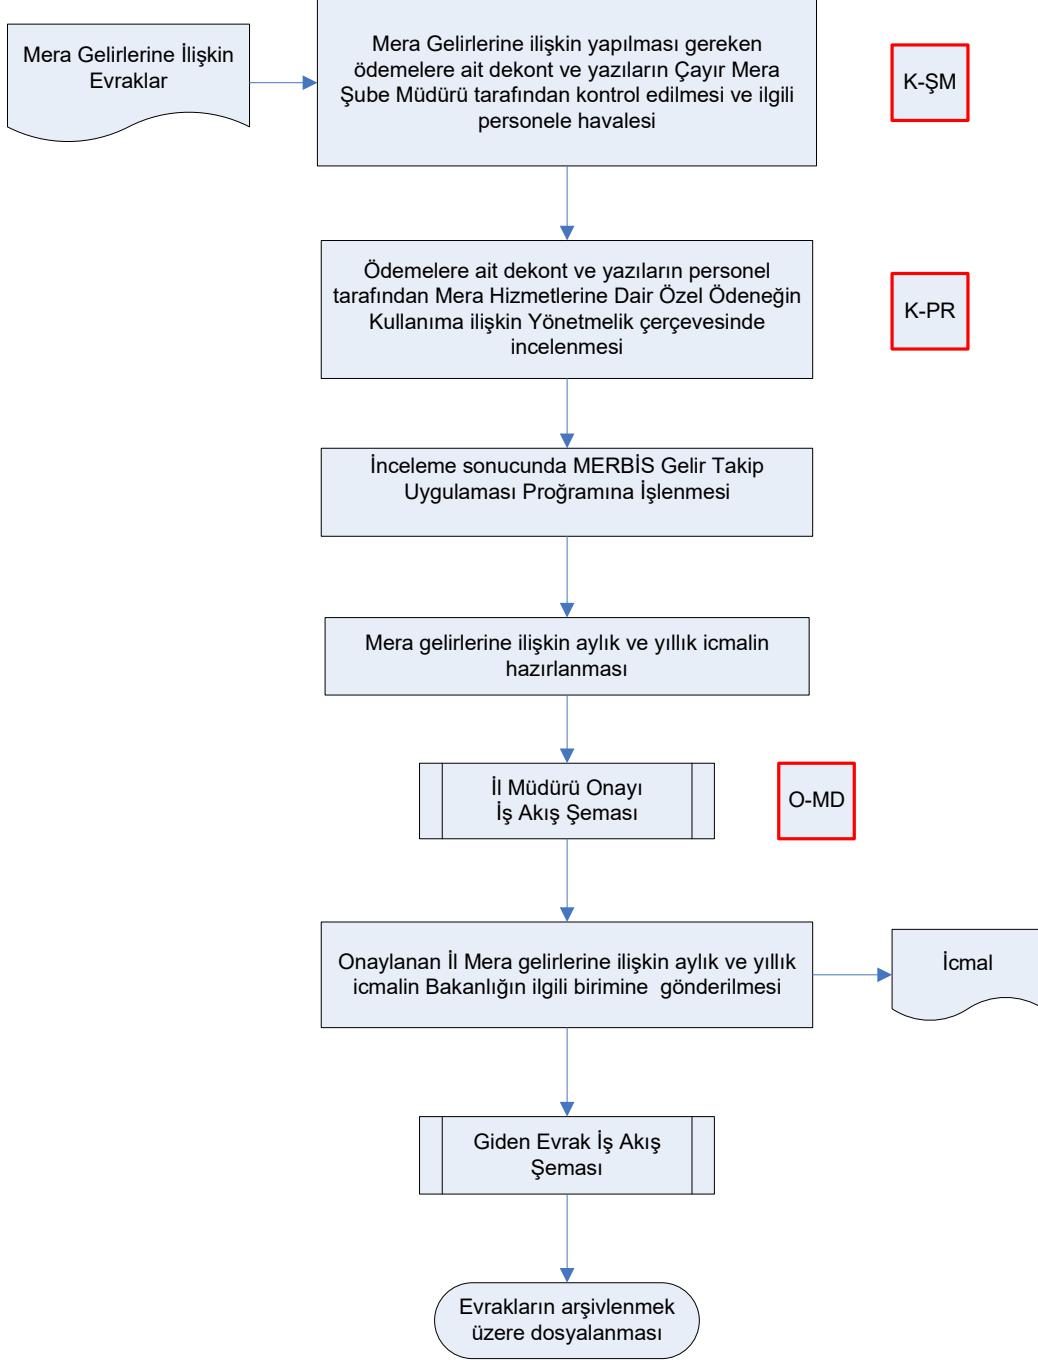 Mera Gelirlerine İlişkin
Evraklar
Mera Gelirlerine ilişkin yapılması gereken
ödemelere ait dekont ve yazıların Çayır Mera
Şube Müdürü tarafından kontrol edilmesi ve ilgili
personele havalesi
K-ŞM
Ödemelere ait dekont ve yazıların personel
tarafından Mera Hizmetlerine Dair Özel Ödeneğin
Kullanıma ilişkin Yönetmelik çerçevesinde
incelenmesi
K-PR
İnceleme sonucunda MERBİS Gelir Takip
Uygulaması Proğramına İşlenmesi
Mera gelirlerine ilişkin aylık ve yıllık icmalin
hazırlanması
İl Müdürü Onayı
İş Akış Şeması
O-MD
Onaylanan İl Mera gelirlerine ilişkin aylık ve yıllık
icmalin Bakanlığın ilgili birimine  gönderilmesi
İcmal
Giden Evrak İş Akış
Şeması
Evrakların arşivlenmek
üzere dosyalanması